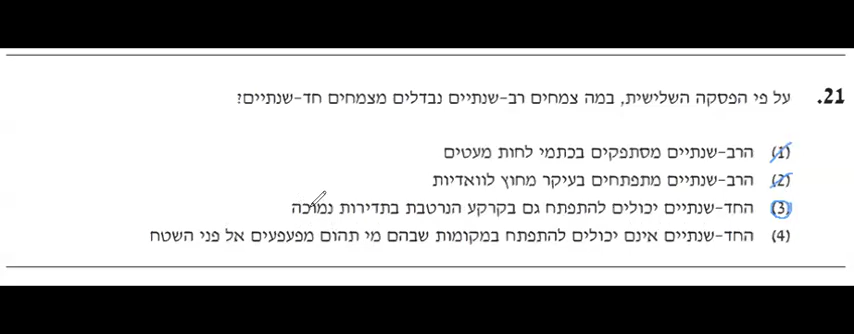 21. על פי הפסקה השלישית, במה צמחים רב-שנתיים נבדלים מצמחים חד-שנתיים?
(1) הרב-שנתיים מסתפקים בכתמי לחות מעטים
(2) הרב-שנתיים מתפתחים בעיקר מחוץ לוואדיות
(3) החד-שנתיים יכולים להתפתח גם בקרקע הנרטבת בתדירות נמוכה
(4) החד-שנתיים אינם יכולים להתפתח במקומות שבהם מי תהום מפעפעים אל פני השטח